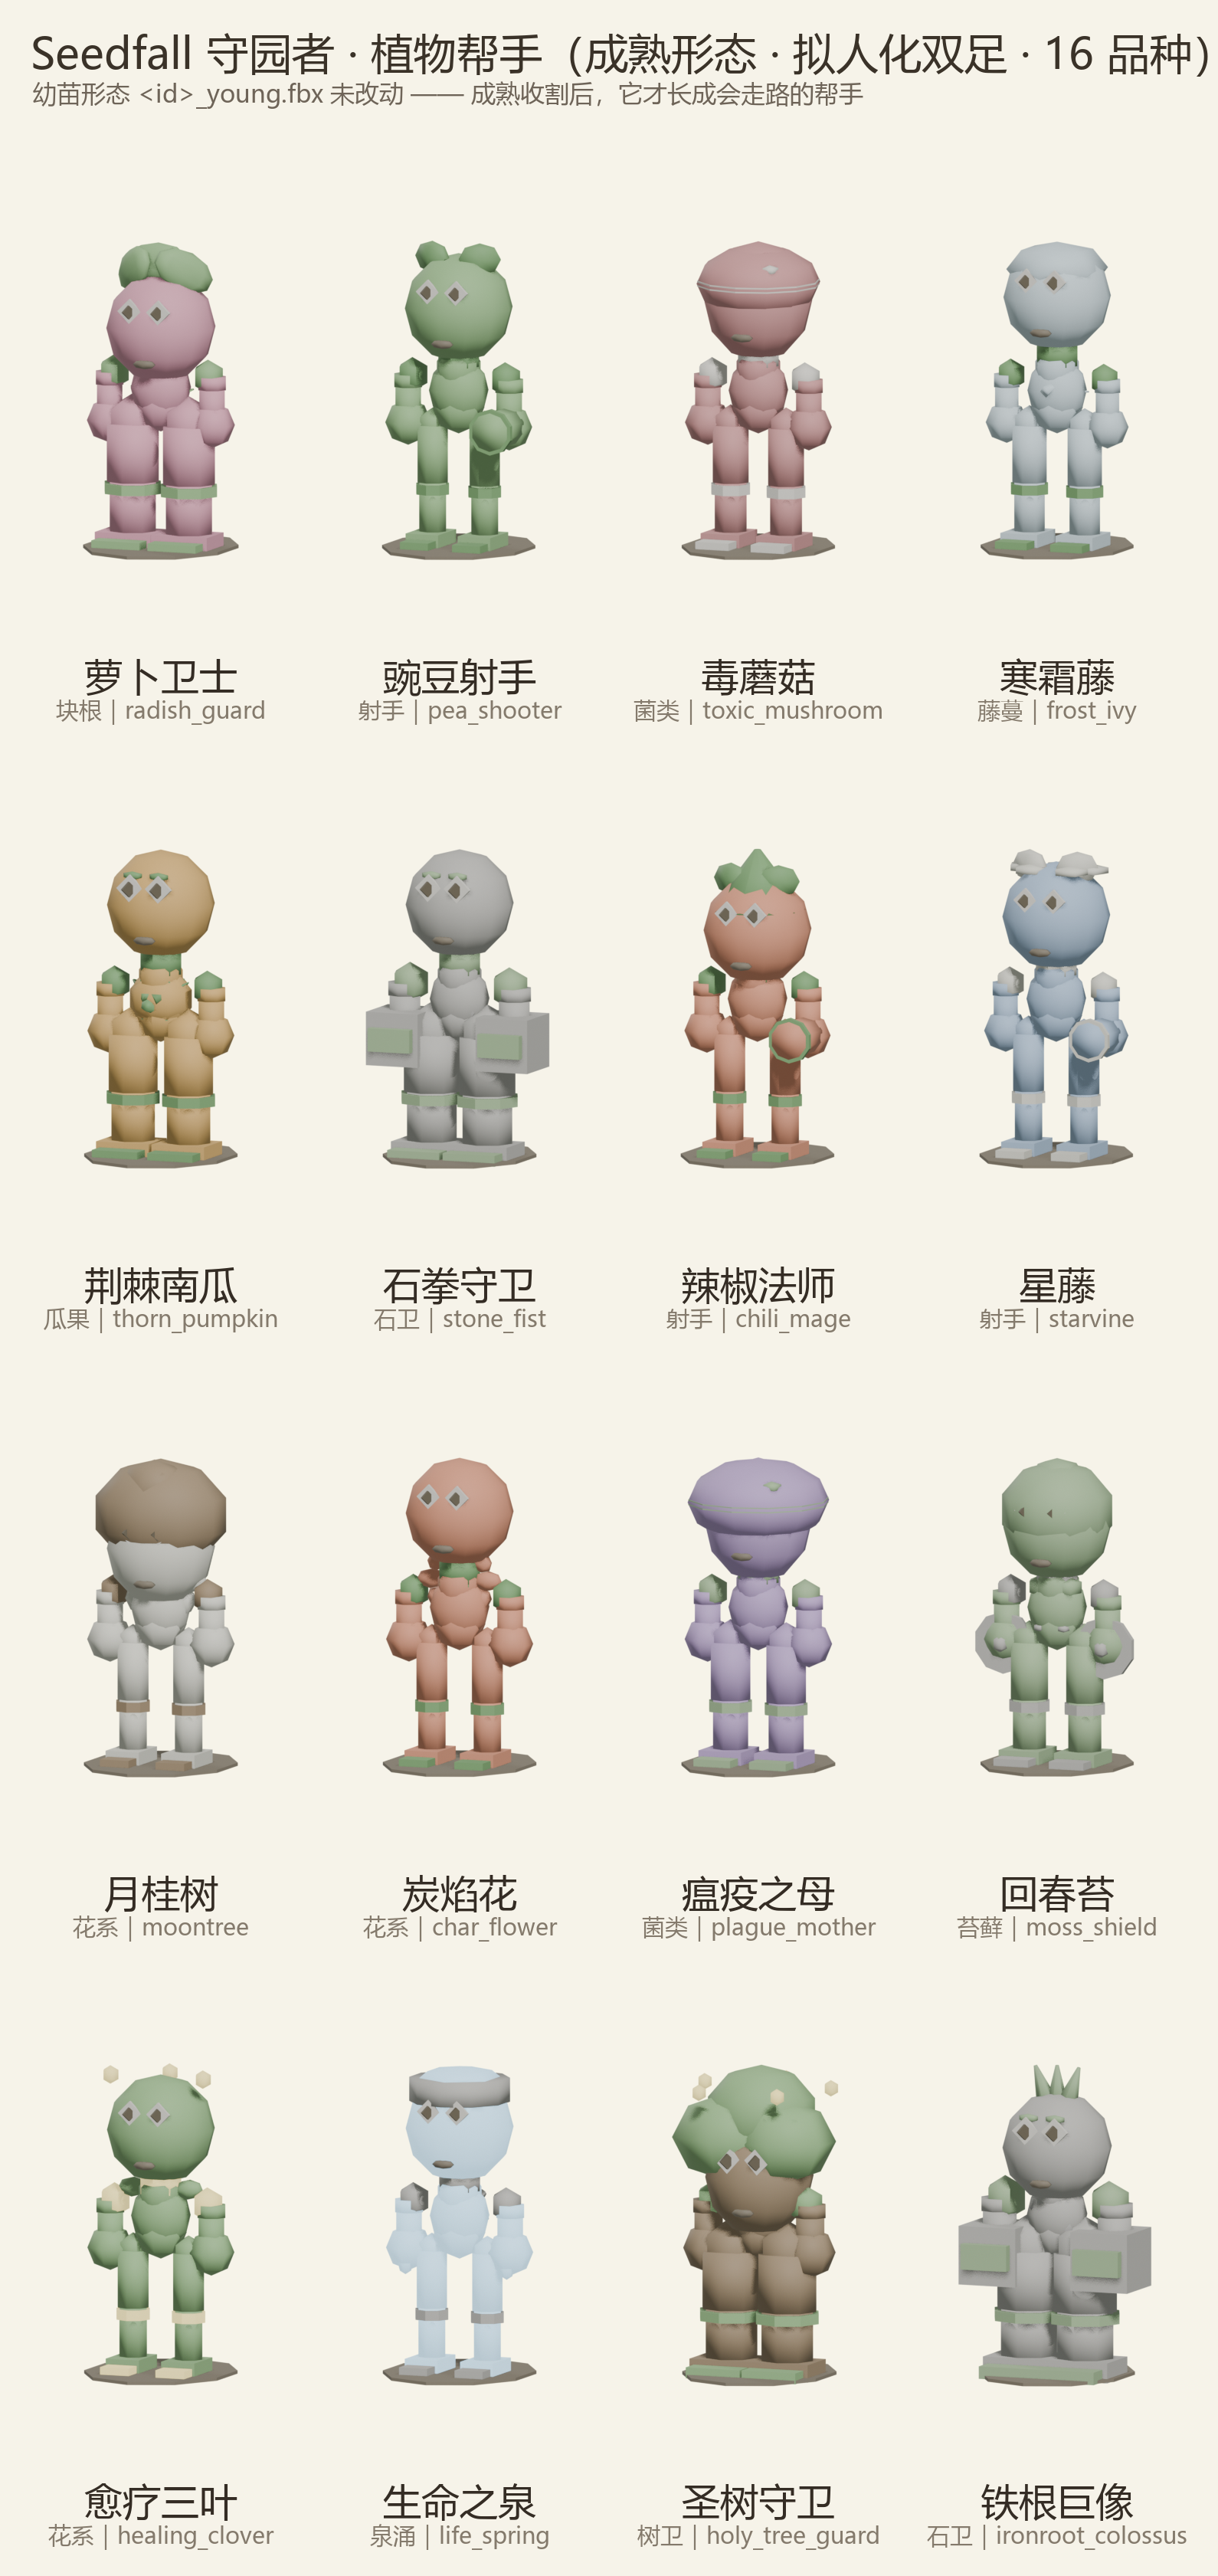 Seedfall 守园者 · 植物帮手（成熟形态 · 拟人化双足 · 16 品种）
幼苗形态 <id>_young.fbx 未改动 —— 成熟收割后，它才长成会走路的帮手
萝卜卫士
块根 | radish_guard
豌豆射手
射手 | pea_shooter
毒蘑菇
菌类 | toxic_mushroom
寒霜藤
藤蔓 | frost_ivy
荆棘南瓜
瓜果 | thorn_pumpkin
石拳守卫
石卫 | stone_fist
辣椒法师
射手 | chili_mage
星藤
射手 | starvine
月桂树
花系 | moontree
炭焰花
花系 | char_flower
瘟疫之母
菌类 | plague_mother
回春苔
苔藓 | moss_shield
愈疗三叶
花系 | healing_clover
生命之泉
泉涌 | life_spring
圣树守卫
树卫 | holy_tree_guard
铁根巨像
石卫 | ironroot_colossus